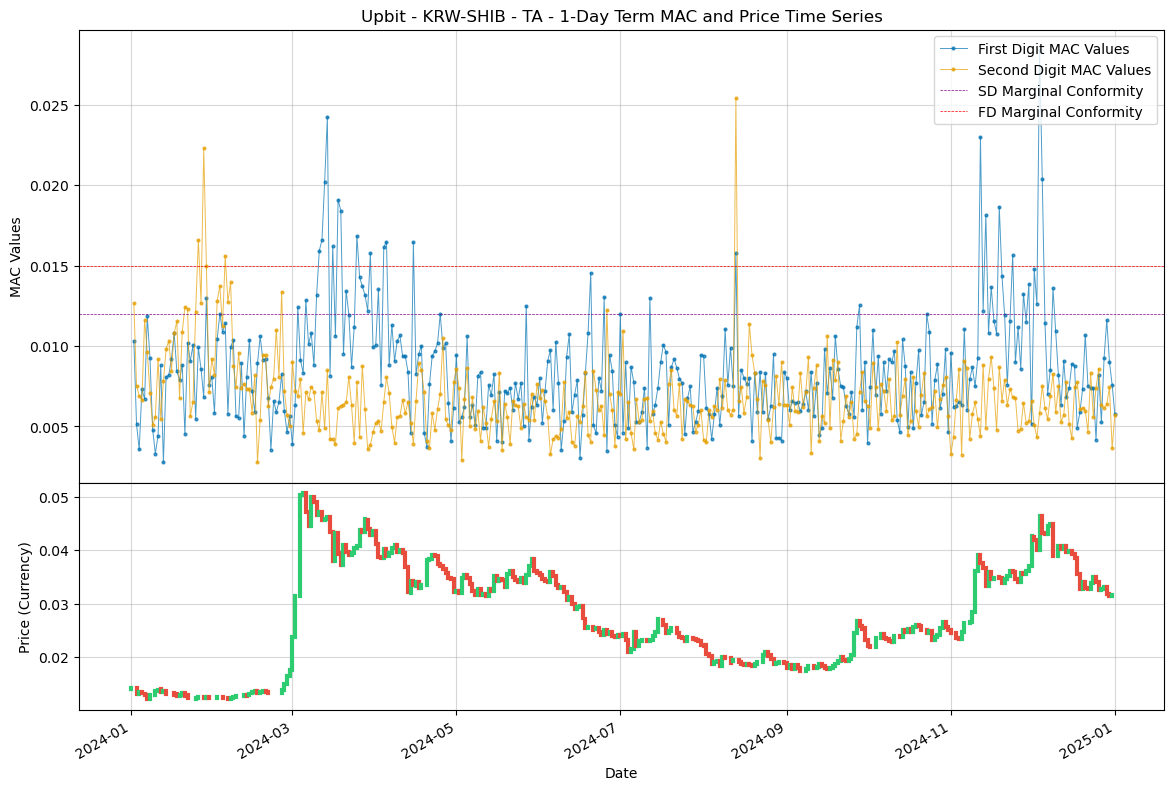 Upbit - KRW-SHIB - TA - 1-Day Term MAC and Price Time Series
First Digit MAC Values
Second Digit MAC Values
SD Marginal Conformity
FD Marginal Conformity
MAC Values
0.025
0.020
0.015
0.010
0.005
Price (Currency)
0.05
0.04
0.03
0.02
2024-01
2024-03
2024-05
2024-07
2024-09
2024-11
2025-01
Date